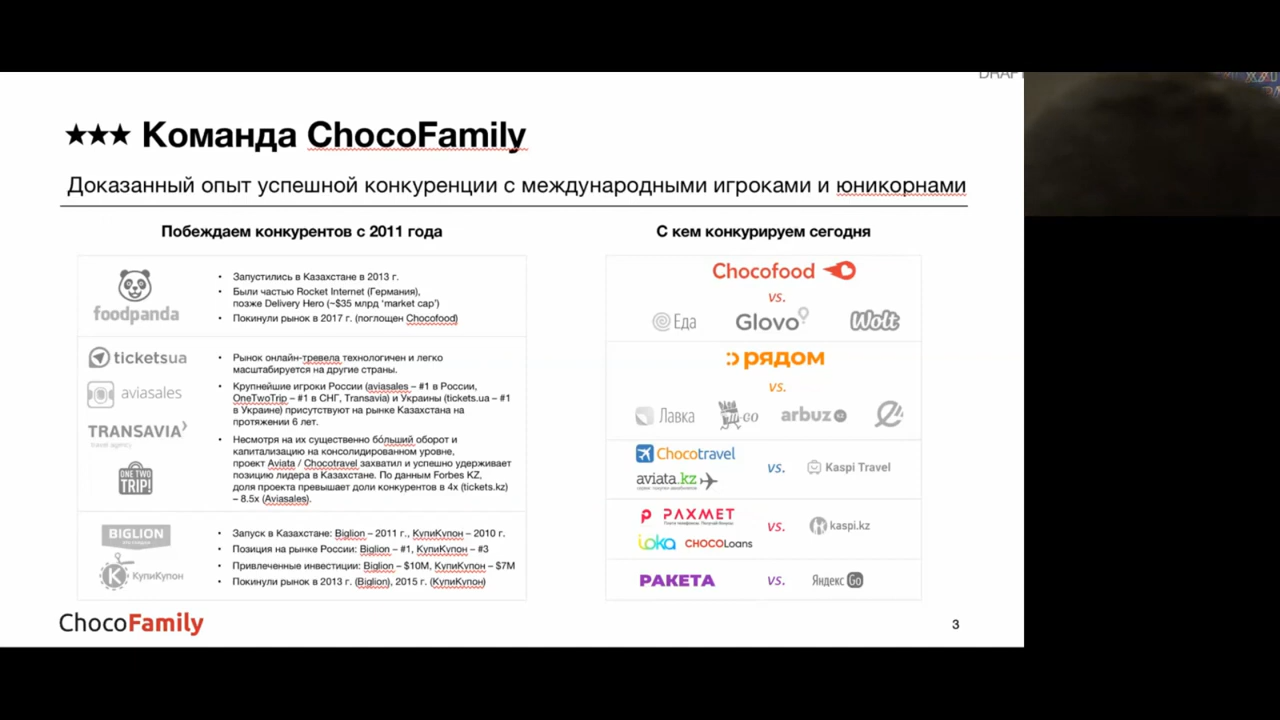 DRAFT
★★★ Команда ChocoFamily
Доказанный опыт успешной конкуренции с международными игроками и юникорнами
Побеждаем конкурентов с 2011 года
foodpanda
• Запустились в Казахстане в 2013 г.
• Были частью Rocket Internet (Германия),
позже Delivery Hero (~$35 млрд ‘market cap’)
• Покинули рынок в 2017 г. (поглощен Chocofood)
ticketsua
aviasales
TRANSAVIA
travel agency
ONE TWO
TRIP!
• Рынок онлайн-тревела технологичен и легко
масштабируется на другие страны.
• Крупнейшие игроки России (aviasales – #1 в России,
OneTwoTrip – #1 в СНГ, Transavia) и Украины (tickets.ua – #1
в Украине) присутствуют на рынке Казахстана на
протяжении 6 лет.
• Несмотря на их существенно бо́льший оборот и
капитализацию на консолидированном уровне,
проект Aviata / Chocotravel захватил и успешно удерживает
позицию лидера в Казахстане. По данным Forbes KZ,
доля проекта превышает доли конкурентов в 4x (tickets.kz)
– 8.5x (Aviasales).
BIGLION
КупиКупон
• Запуск в Казахстане: Biglion – 2011 г., КупиКупон – 2010 г.
• Позиция на рынке России: Biglion – #1, КупиКупон – #3
• Привлеченные инвестиции: Biglion – $10M, КупиКупон – $7M
• Покинули рынок в 2013 г. (Biglion), 2015 г. (КупиКупон)
С кем конкурируем сегодня
Chocofood
vs.
Еда Glovo Wolt
рядом
vs.
Лавка arbuz
Chocotravel
aviata.kz
vs. Kaspi Travel
РАХМЕТ
ioka CHOCOLoans
vs. kaspi.kz
РАКЕТА vs. Яндекс Go
ChocoFamily
3